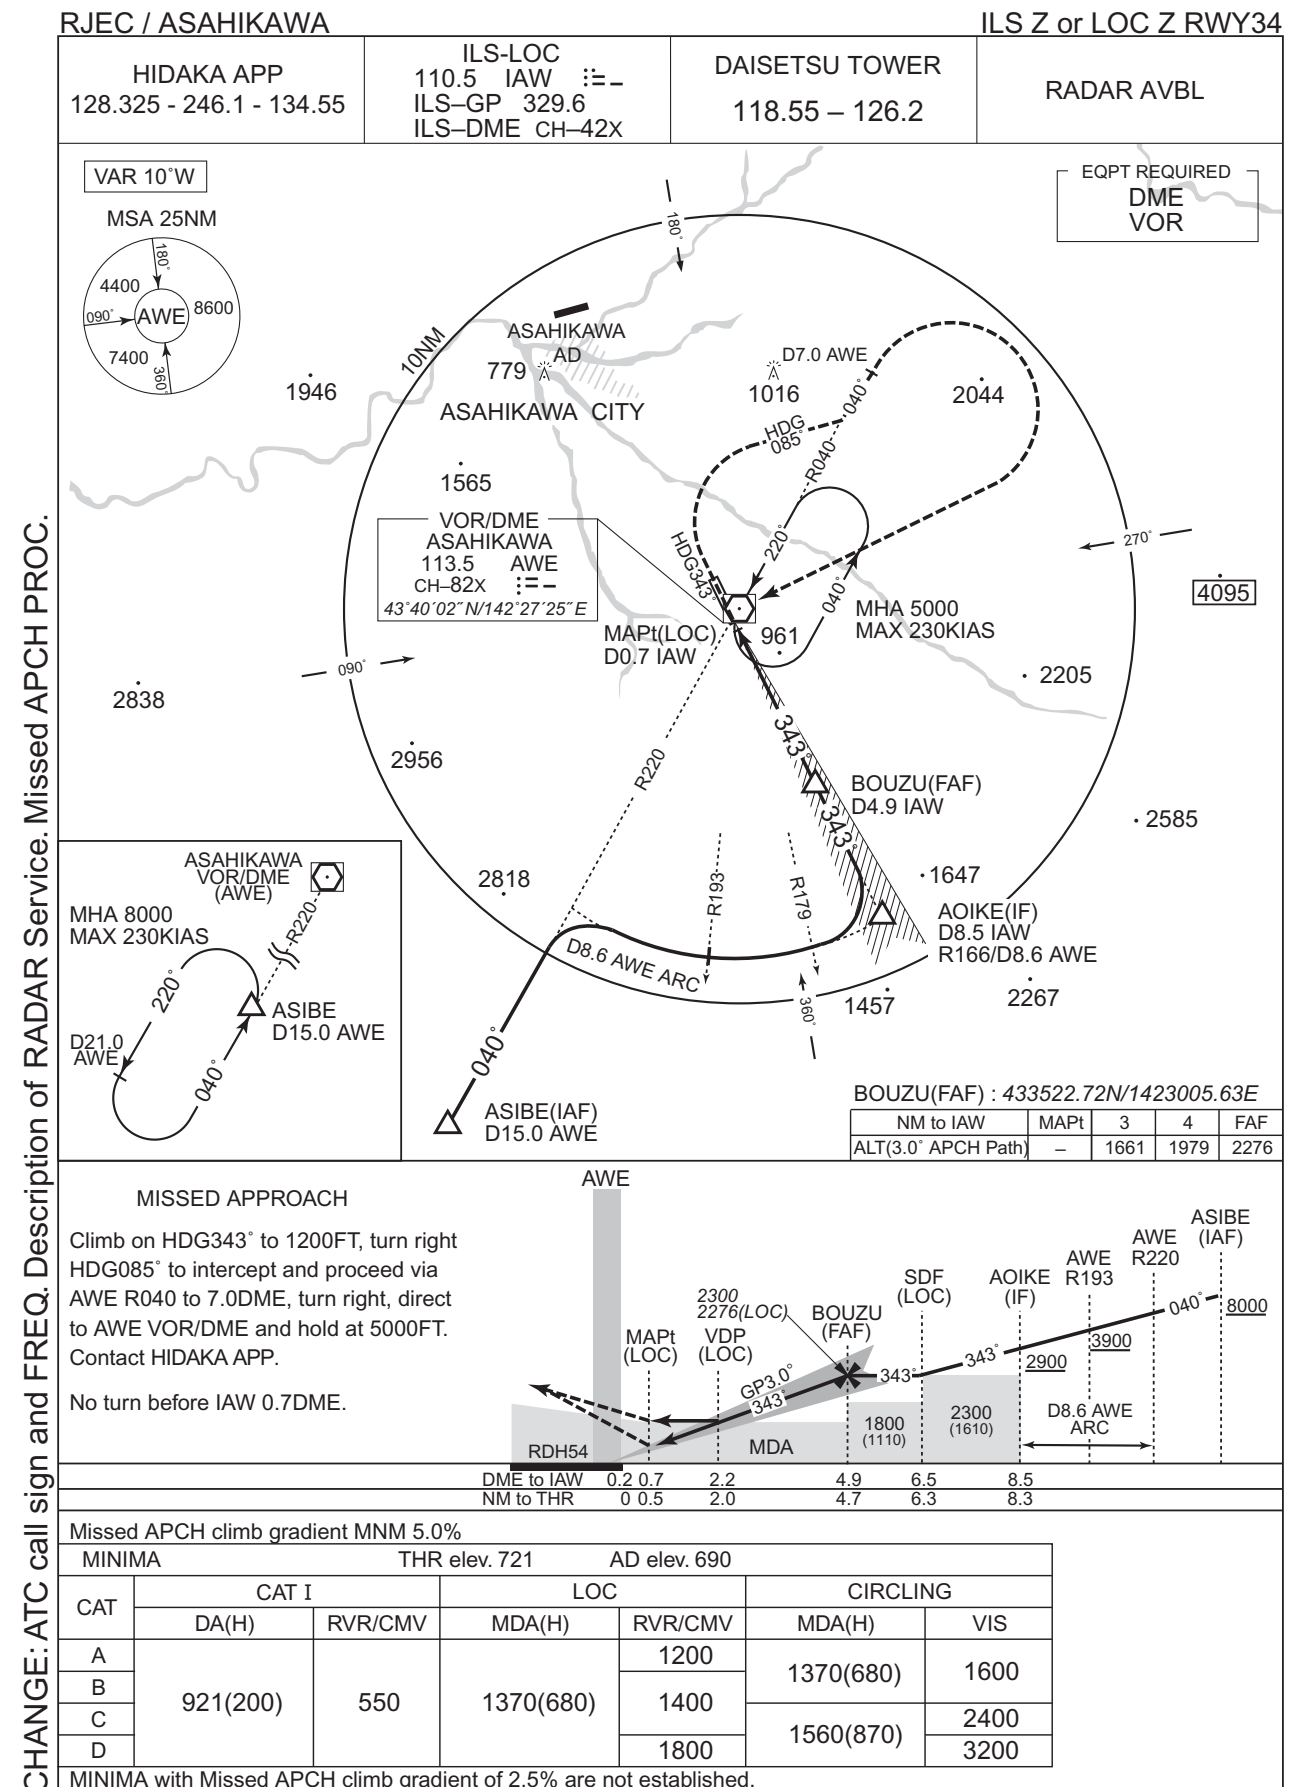 RJEC / ASAHIKAWA
ILS Z or LOC Z RWY34
HIDAKA APP
128.325 - 246.1 - 134.55
ILS-LOC
110.5 IAW
ILS–GP 329.6
ILS–DME CH–42X
DAISETSU TOWER
118.55 – 126.2
RADAR AVBL
VAR 10˚W
MSA 25NM
180˚
4400
8600
090˚
AWE
7400
360˚
EQPT REQUIRED
DME
VOR
180˚
10NM
ASAHIKAWA
AD
779
ASAHIKAWA CITY
1946
D7.0 AWE
1016
040˚
2044
HDG
085˚
R040
1565
VOR/DME
ASAHIKAWA
113.5 AWE
CH–82X
43˚40´02˝N/142˚27´25˝E
HDG343˚
220˚
040˚
270˚
4095
MHA 5000
MAX 230KIAS
MAPt(LOC)
D0.7 IAW
961
090˚
2205
2838
2956
343˚
R220
BOUZU(FAF)
D4.9 IAW
343˚
2585
2818
R193
R179
1647
AOIKE(IF)
D8.5 IAW
R166/D8.6 AWE
D8.6 AWE ARC
360˚
1457
2267
040˚
ASIBE(IAF)
D15.0 AWE
ASAHIKAWA
VOR/DME
(AWE)
MHA 8000
MAX 230KIAS
R220
220˚
ASIBE
D15.0 AWE
D21.0
AWE
040˚
BOUZU(FAF) : 433522.72N/1423005.63E
NM to IAW MAPt 3 4 FAF
ALT(3.0˚ APCH Path) – 1661 1979 2276
MISSED APPROACH
Climb on HDG343˚ to 1200FT, turn right
HDG085˚ to intercept and proceed via
AWE R040 to 7.0DME, turn right, direct
to AWE VOR/DME and hold at 5000FT.
Contact HIDAKA APP.
No turn before IAW 0.7DME.
AWE
ASIBE
(IAF)
AWE
R220
AWE
R193
AOIKE
(IF)
SDF
(LOC)
BOUZU
(FAF)
2300
2276(LOC)
VDP
(LOC)
MAPt
(LOC)
040˚
8000
3900
2900
343˚
343˚
GP3.0˚
343˚
1800
(1110)
2300
(1610)
D8.6 AWE
ARC
RDH54
MDA
DME to IAW 0.2 0.7 2.2 4.9 6.5 8.5
NM to THR 0 0.5 2.0 4.7 6.3 8.3
Missed APCH climb gradient MNM 5.0%
MINIMA THR elev. 721 AD elev. 690
CAT CAT I LOC CIRCLING
DA(H) RVR/CMV MDA(H) RVR/CMV MDA(H) VIS
A 1200
B 1370(680) 1600
921(200) 550 1370(680) 1400
C 2400
1560(870)
D 1800 3200
MINIMA with Missed APCH climb gradient of 2.5% are not established.
CHANGE: ATC call sign and FREQ. Description of RADAR Service. Missed APCH PROC.